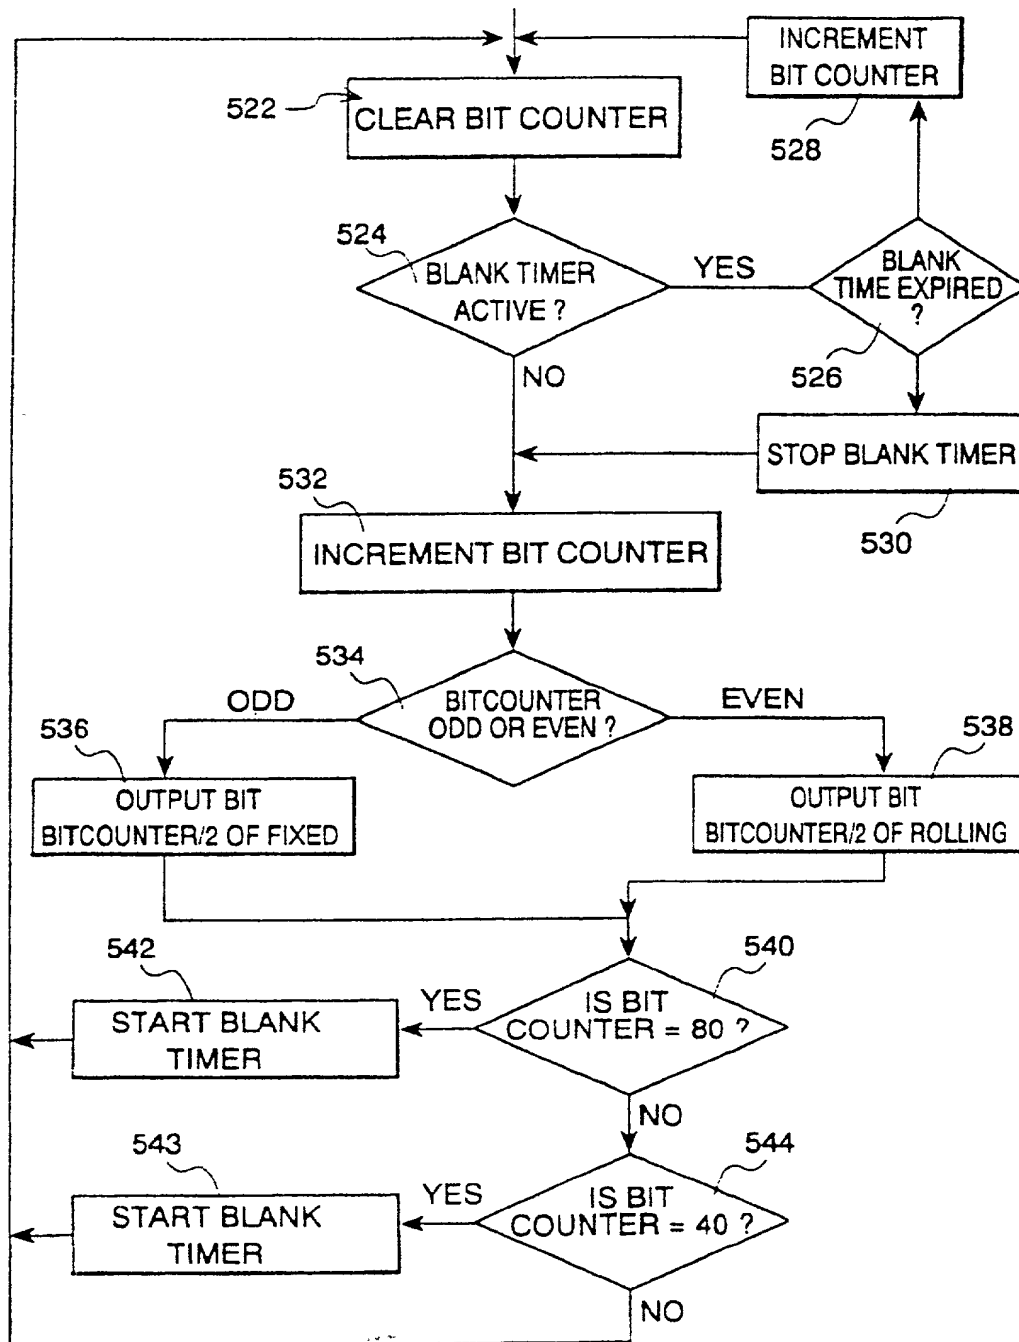 INCREMENT
BIT COUNTER
528
522
CLEAR BIT COUNTER
524
BLANK TIMER
ACTIVE ?
YES
BLANK
TIME EXPIRED
?
526
NO
STOP BLANK TIMER
530
532
INCREMENT BIT COUNTER
534
BITCOUNTER
ODD OR EVEN ?
ODD
EVEN
536
OUTPUT BIT
BITCOUNTER/2 OF FIXED
538
OUTPUT BIT
BITCOUNTER/2 OF ROLLING
540
IS BIT
COUNTER = 80 ?
YES
542
START BLANK
TIMER
NO
544
IS BIT
COUNTER = 40 ?
YES
543
START BLANK
TIMER
NO